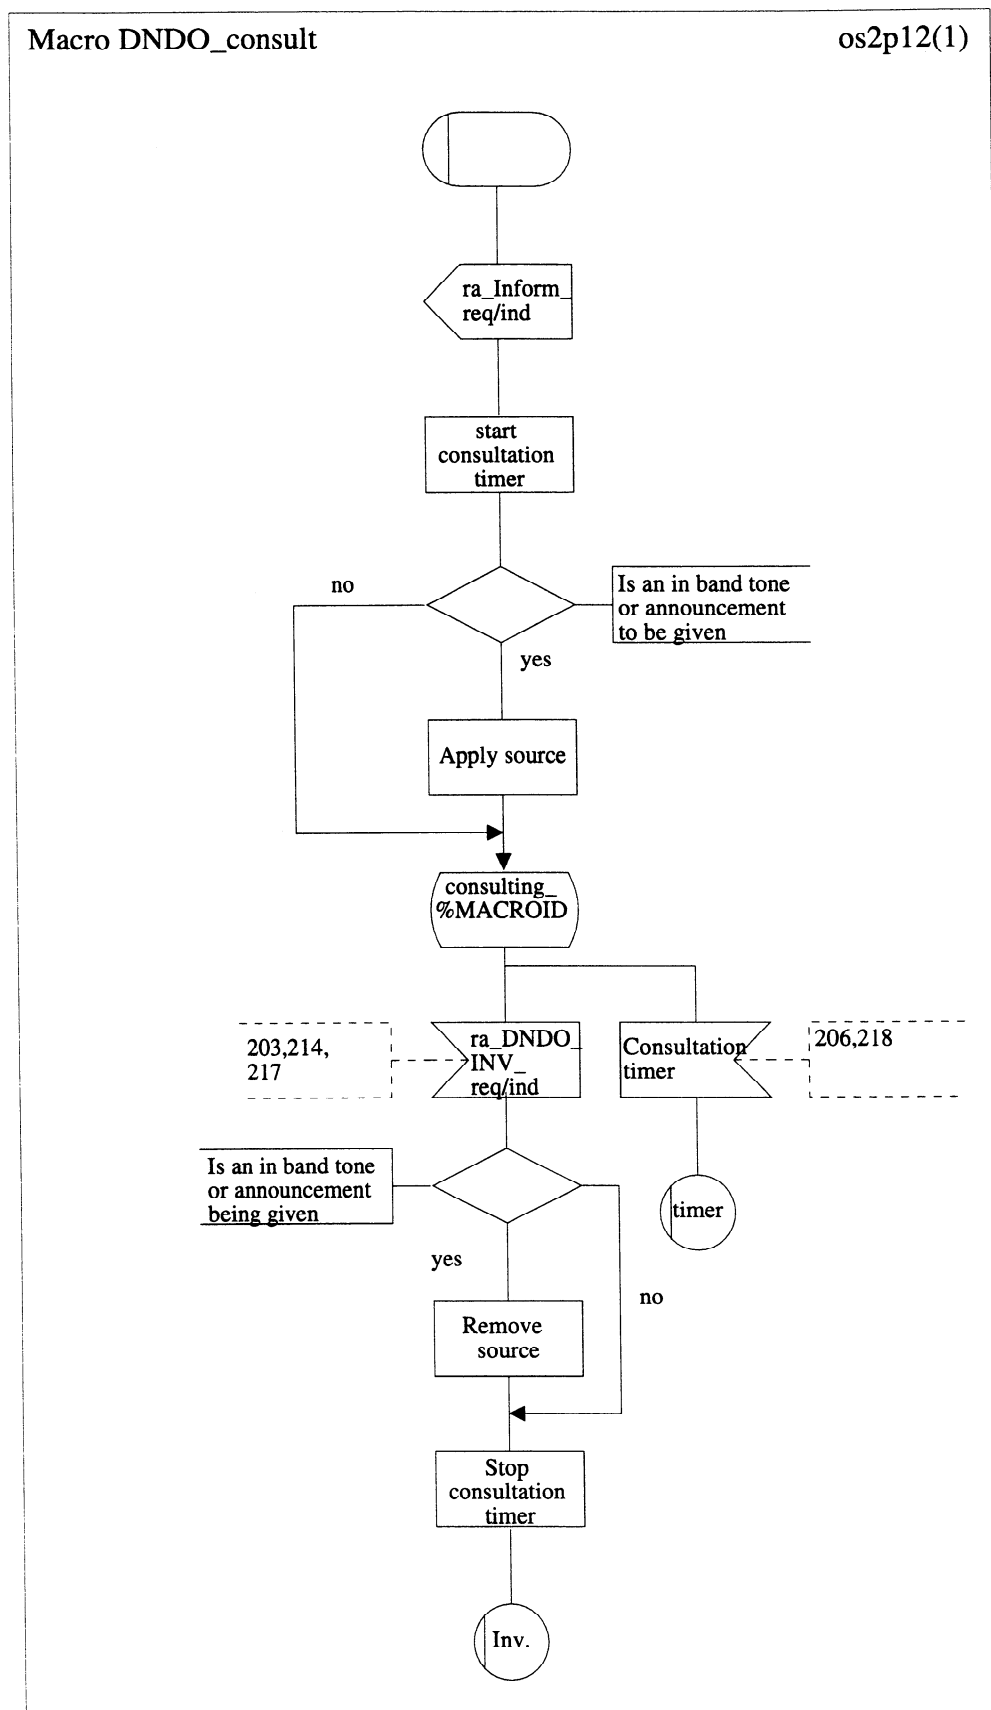 Macro DNDO_consult
os2p12(1)
ra_Inform_
req/ind
start
consultation
timer
no
Is an in band tone
or announcement
to be given
yes
Apply source
consulting_
%MACROID
203,214,
217
ra_DNDO_
INV_
req/ind
Consultation
timer
206,218
Is an in band tone
or announcement
being given
timer
yes
no
Remove
source
Stop
consultation
timer
Inv.